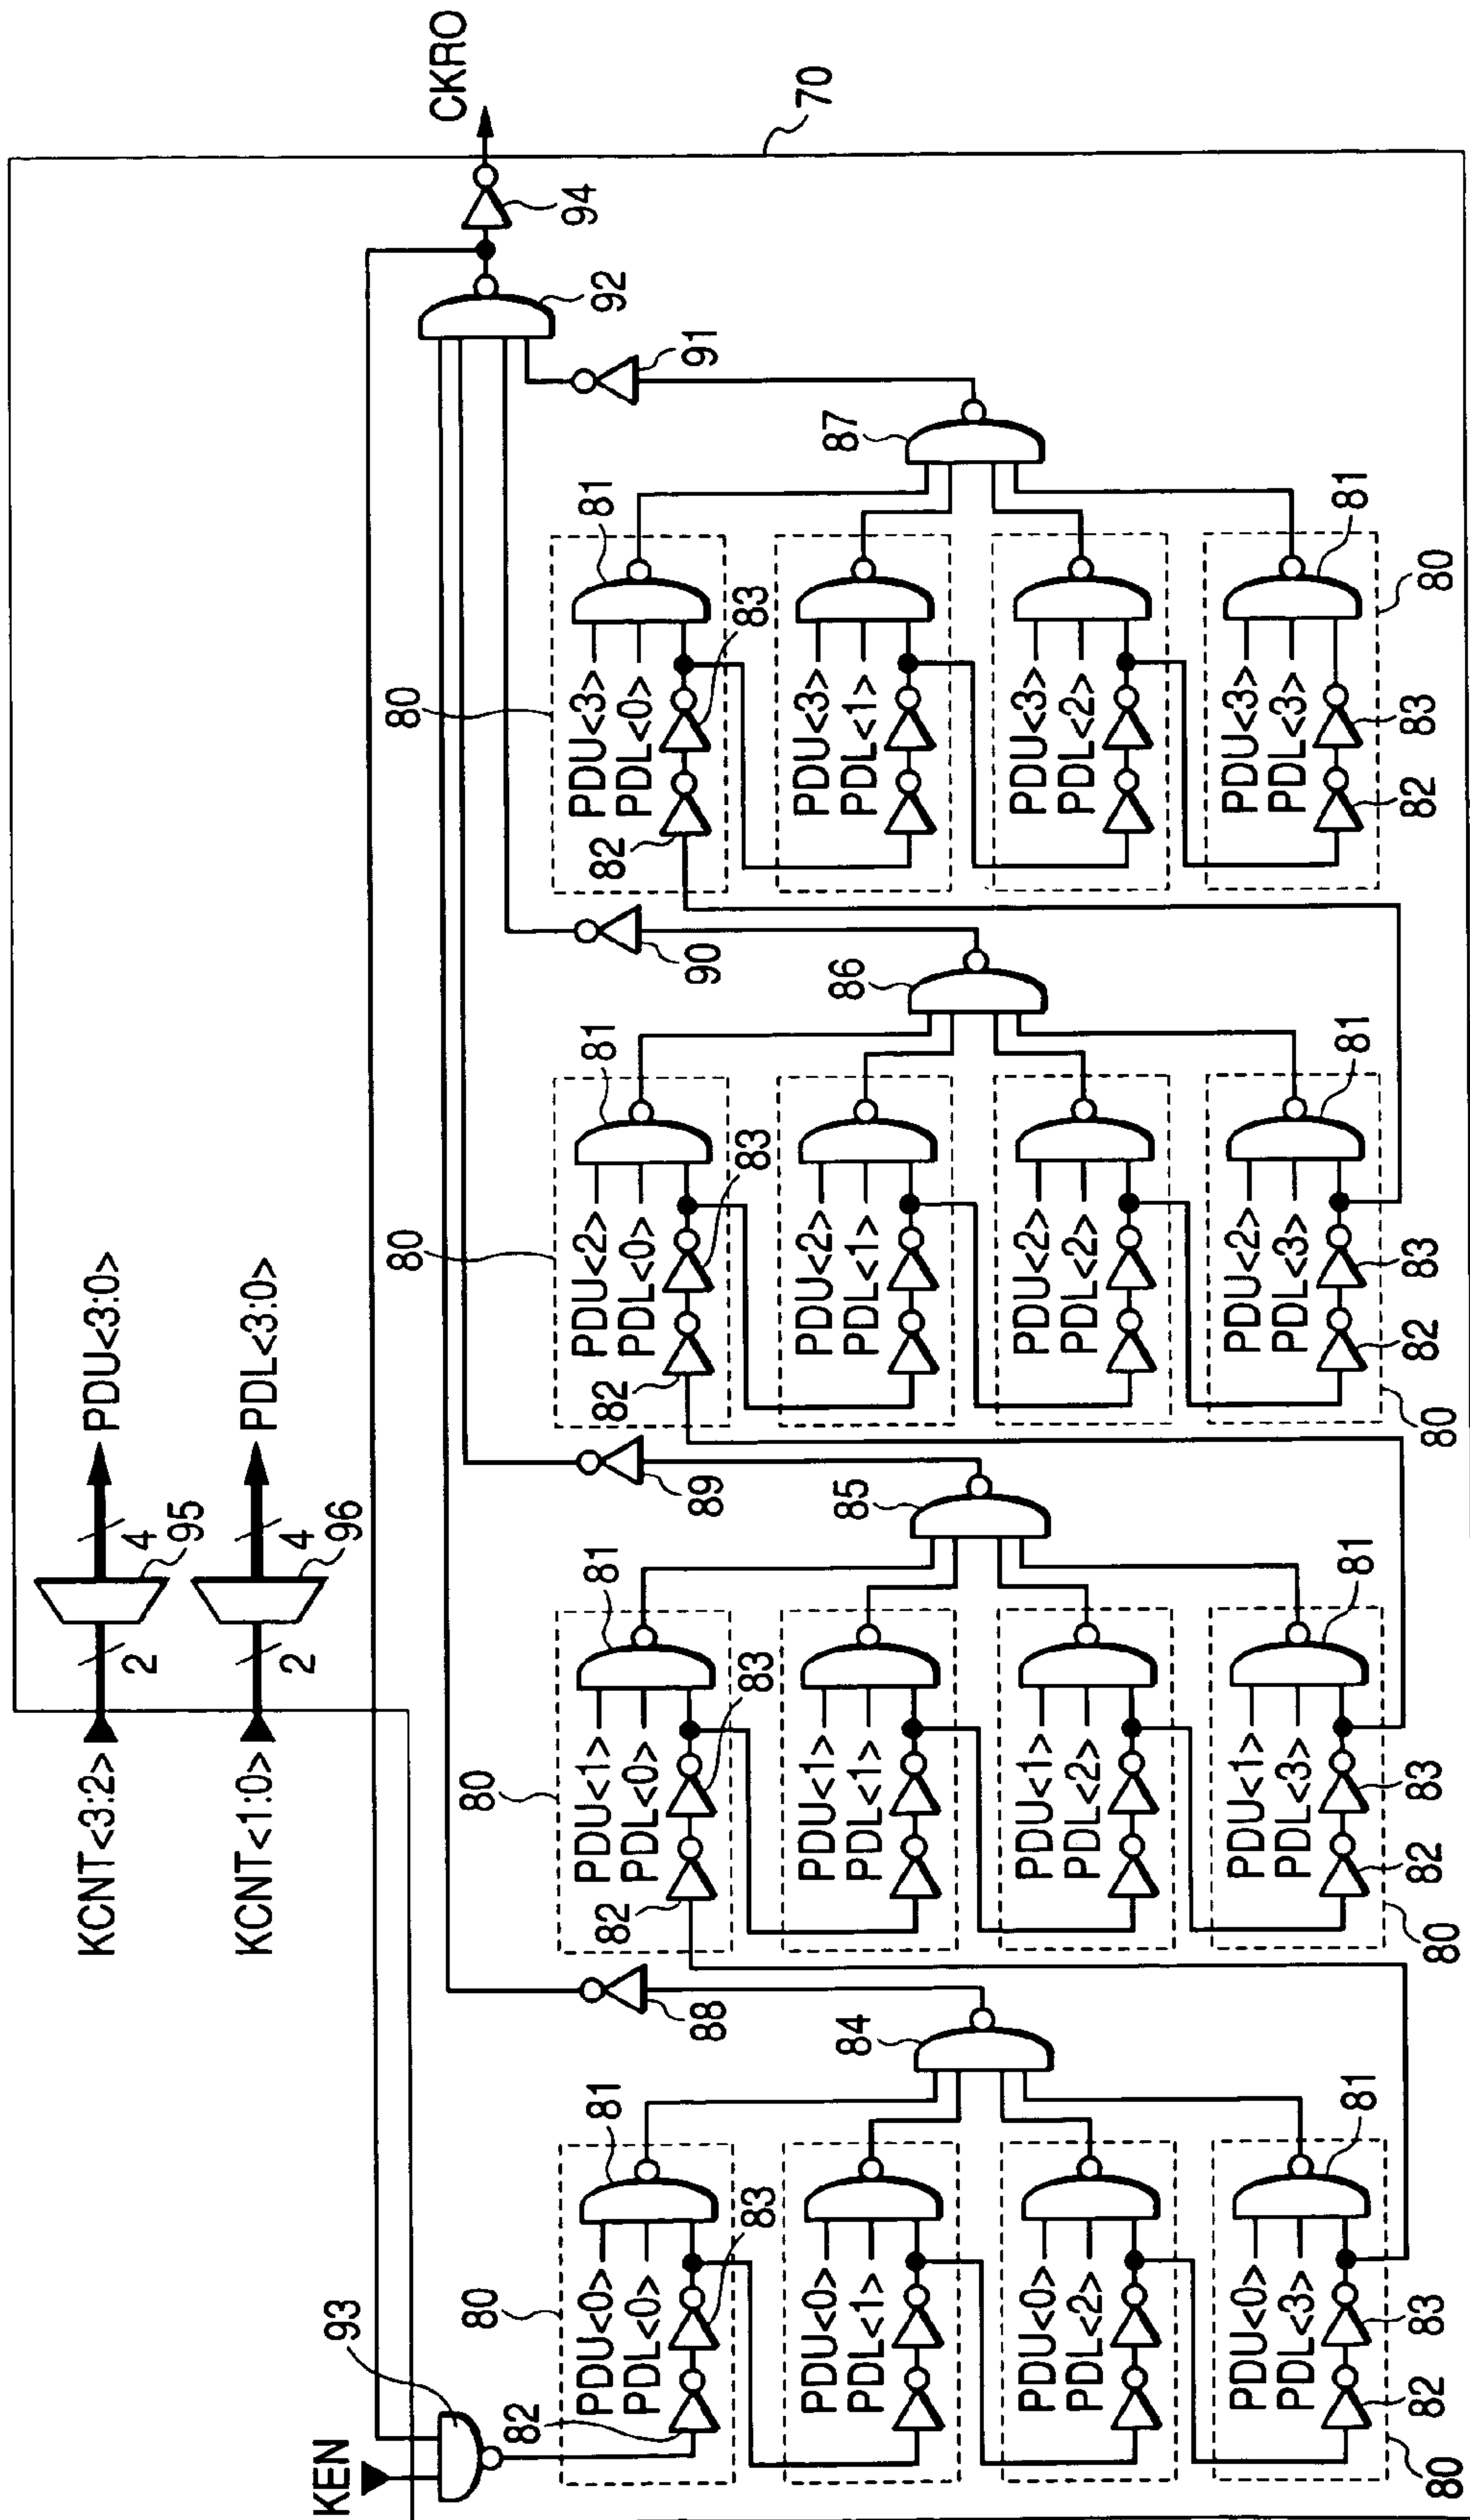 KCNT<3:2>
2
4
95
PDU<3:0>
KCNT<1:0>
2
4
96
PDL<3:0>
KEN
93
CKRO
94
92
70
88
89
90
91
84
85
86
87
80
81
PDU<0>
PDL<0>
82
83
PDU<0>
PDL<1>
PDU<0>
PDL<2>
PDU<0>
PDL<3>
81
82
83
80
80
81
PDU<1>
PDL<0>
82
83
PDU<1>
PDL<1>
PDU<1>
PDL<2>
PDU<1>
PDL<3>
81
82
83
80
80
81
PDU<2>
PDL<0>
82
83
PDU<2>
PDL<1>
PDU<2>
PDL<2>
PDU<2>
PDL<3>
81
82
83
80
80
81
PDU<3>
PDL<0>
82
83
PDU<3>
PDL<1>
PDU<3>
PDL<2>
PDU<3>
PDL<3>
81
82
83
80